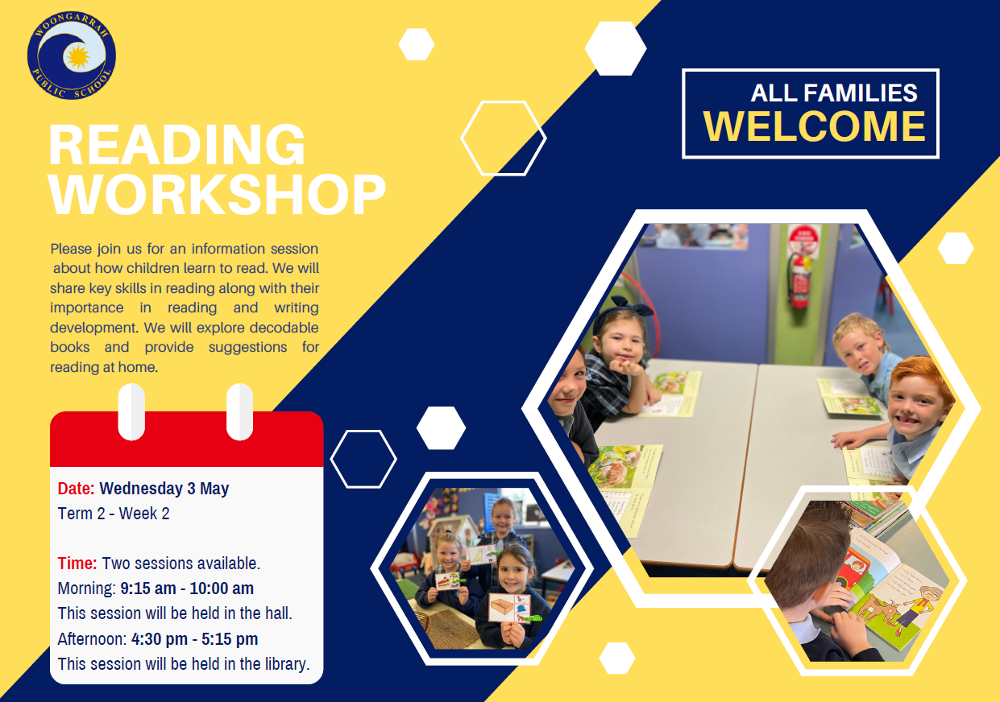 WOONGARRAH
PUBLIC SCHOOL
READING
WORKSHOP
Please join us for an information session
about how children learn to read. We will
share key skills in reading along with their
importance in reading and writing
development. We will explore decodable
books and provide suggestions for
reading at home.
Date: Wednesday 3 May
Term 2 - Week 2
Time: Two sessions available.
Morning: 9:15 am - 10:00 am
This session will be held in the hall.
Afternoon: 4:30 pm - 5:15 pm
This session will be held in the library.
ALL FAMILIES
WELCOME